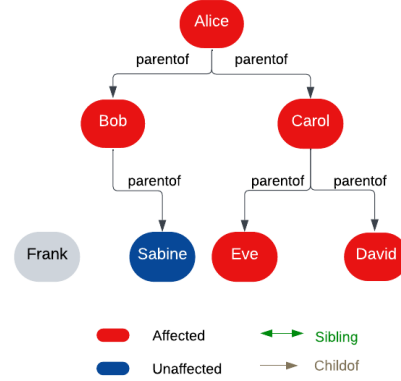 Alice
parentof parentof
Bob Carol
parentof parentof parentof
Frank Sabine Eve David
Affected Sibling
Unaffected Childof